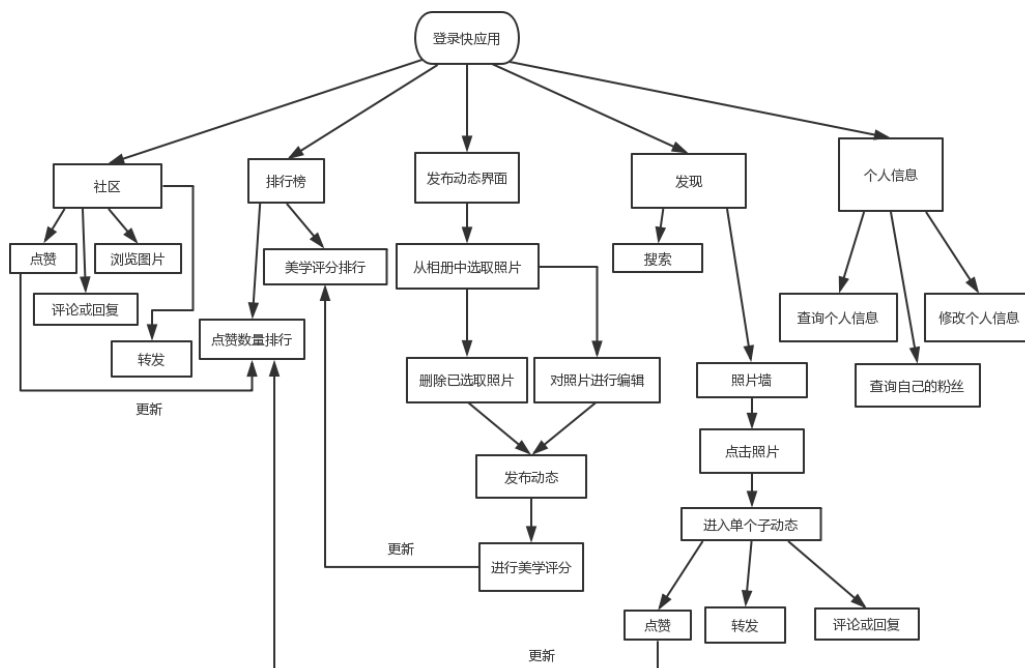 登录快应用
社区
排行榜
发布动态界面
发现
个人信息
点赞
浏览图片
美学评分排行
从相册中选取照片
搜索
评论或回复
查询个人信息
修改个人信息
点赞数量排行
转发
删除已选取照片
对照片进行编辑
照片墙
查询自己的粉丝
更新
点击照片
发布动态
进入单个子动态
更新
进行美学评分
点赞
转发
评论或回复
更新